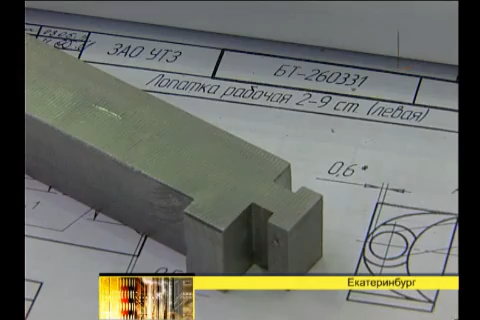 ЗАО УТЗ
БТ-260331
Лопатка рабочая 2-9 ст. (левая)
0,6*
Екатеринбург